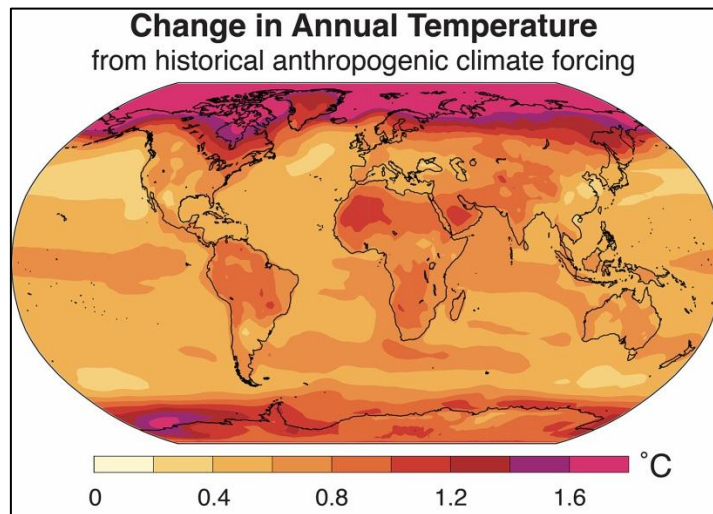 Change in Annual Temperature
from historical anthropogenic climate forcing
°C
0 0.4 0.8 1.2 1.6